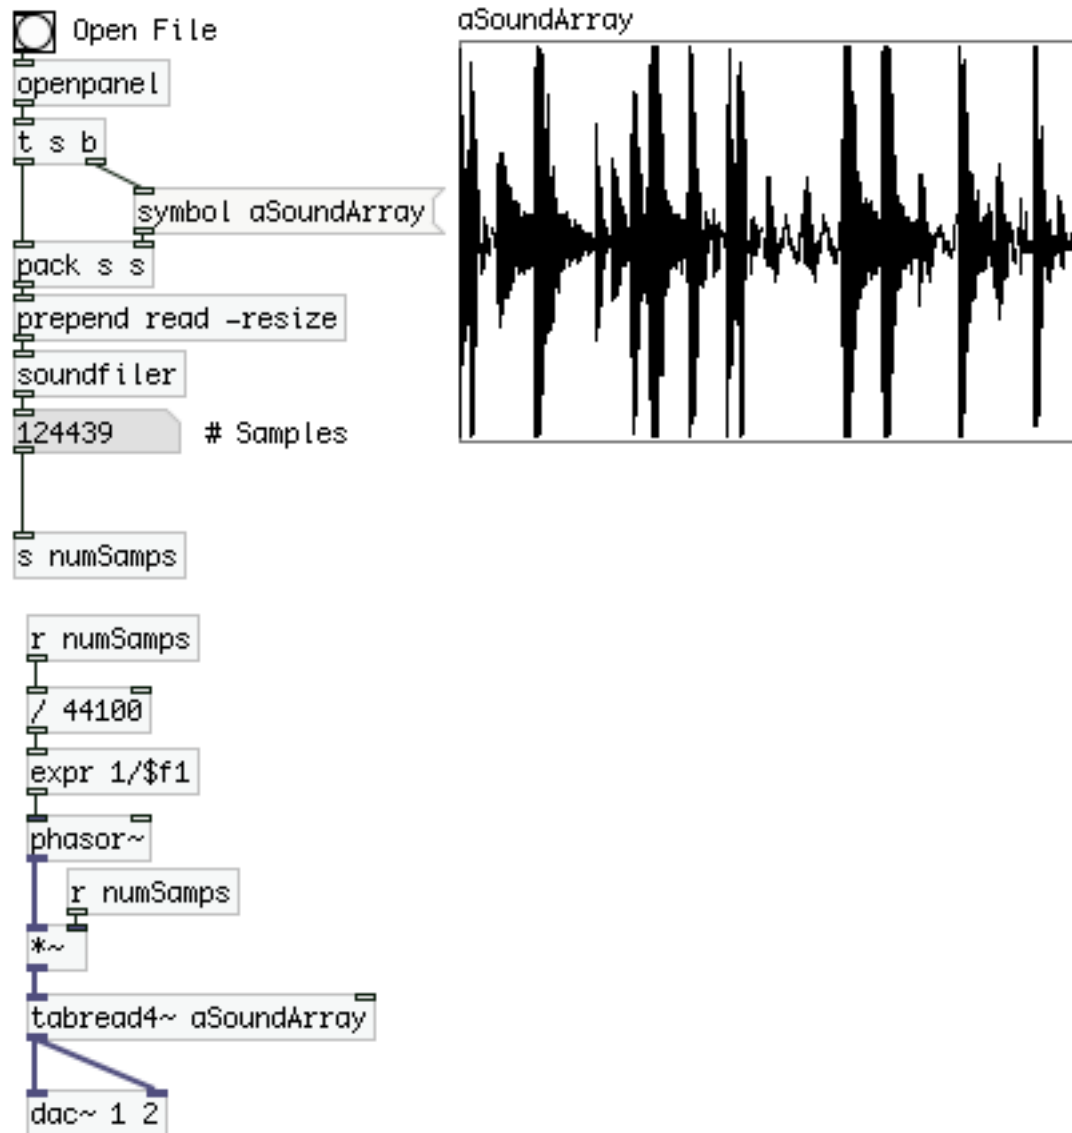 Open File
aSoundArray
openpanel
t s b
symbol aSoundArray
pack s s
prepend read -resize
soundfiler
124439
# Samples
s numSamps
r numSamps
/ 44100
expr 1/$f1
phasor~
r numSamps
*~
tabread4~ aSoundArray
dac~ 1 2